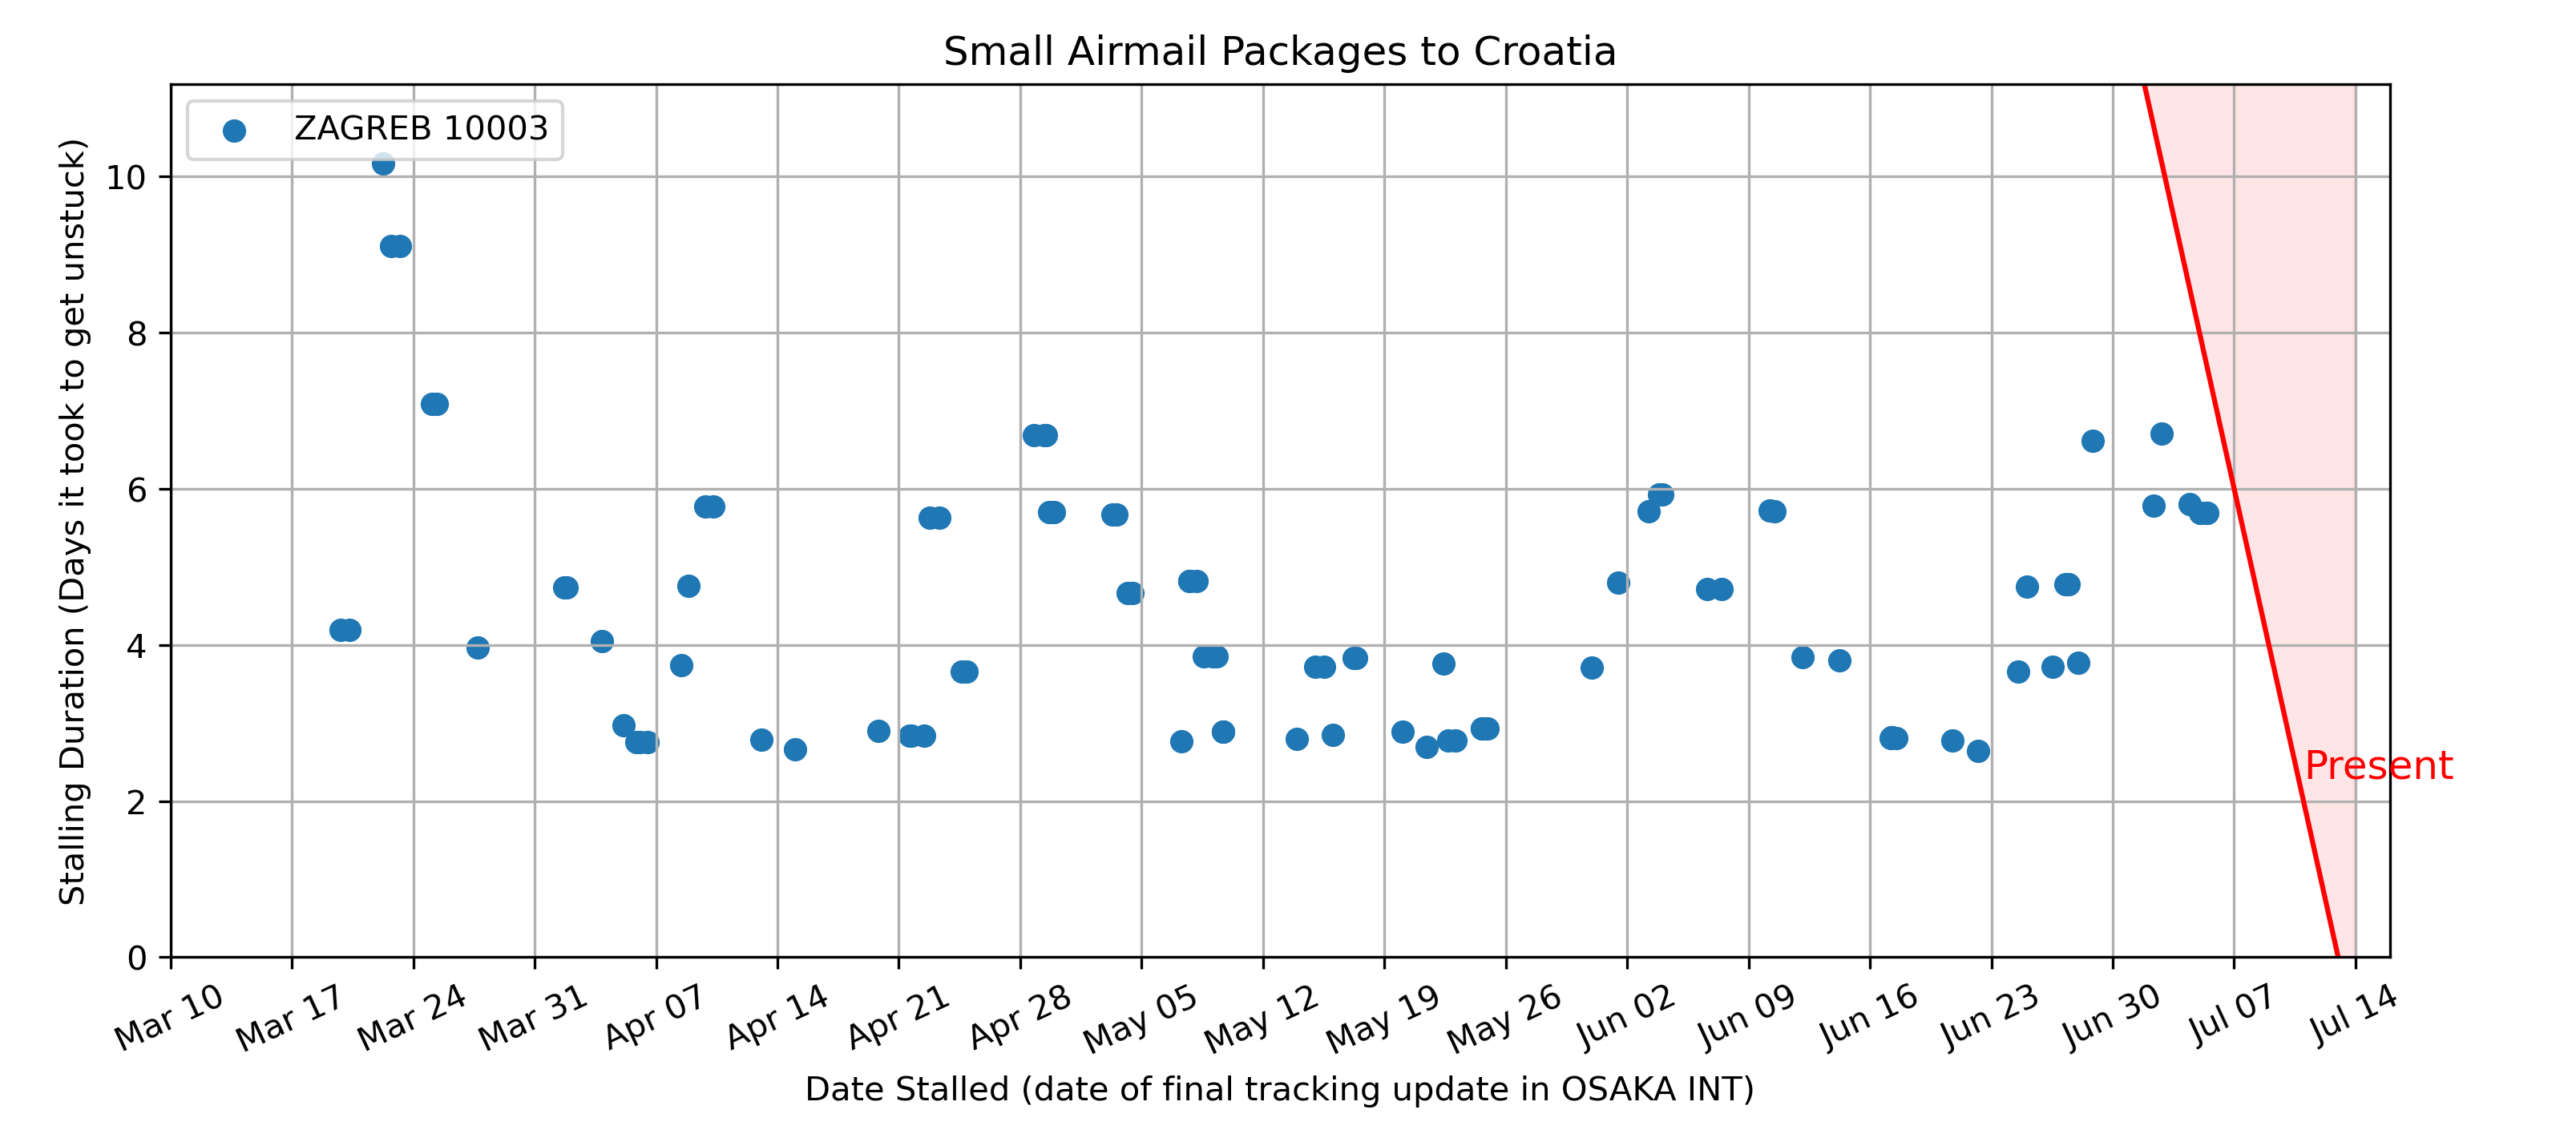 Small Airmail Packages to Croatia
ZAGREB 10003
Stalling Duration (Days it took to get unstuck)
10
8
6
4
2
0
Present
Mar 10
Mar 17
Mar 24
Mar 31
Apr 07
Apr 14
Apr 21
Apr 28
May 05
May 12
May 19
May 26
Jun 02
Jun 09
Jun 16
Jun 23
Jun 30
Jul 07
Jul 14
Date Stalled (date of final tracking update in OSAKA INT)